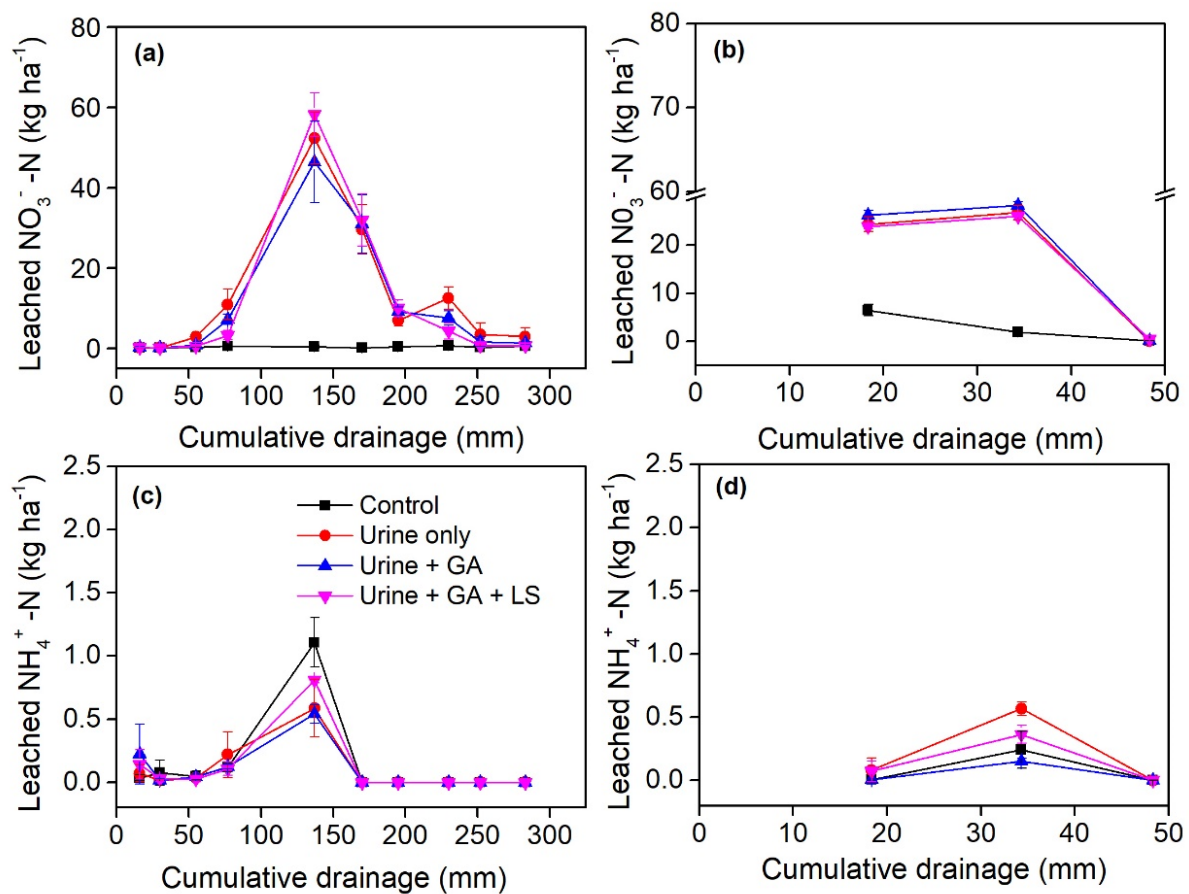 (a)
80
60
40
20
0
Leached NO₃⁻ -N (kg ha⁻¹)
0 50 100 150 200 250 300
Cumulative drainage (mm)
(b)
80
70
60
20
10
0
Leached N0₃⁻ -N (kg ha⁻¹)
0 10 20 30 40 50
Cumulative drainage (mm)
(c)
Control
Urine only
Urine + GA
Urine + GA + LS
2.5
2.0
1.5
1.0
0.5
0.0
Leached NH₄⁺ -N (kg ha⁻¹)
0 50 100 150 200 250 300
Cumulative drainage (mm)
(d)
2.5
2.0
1.5
1.0
0.5
0.0
Leached NH₄⁺ -N (kg ha⁻¹)
0 10 20 30 40 50
Cumulative drainage (mm)